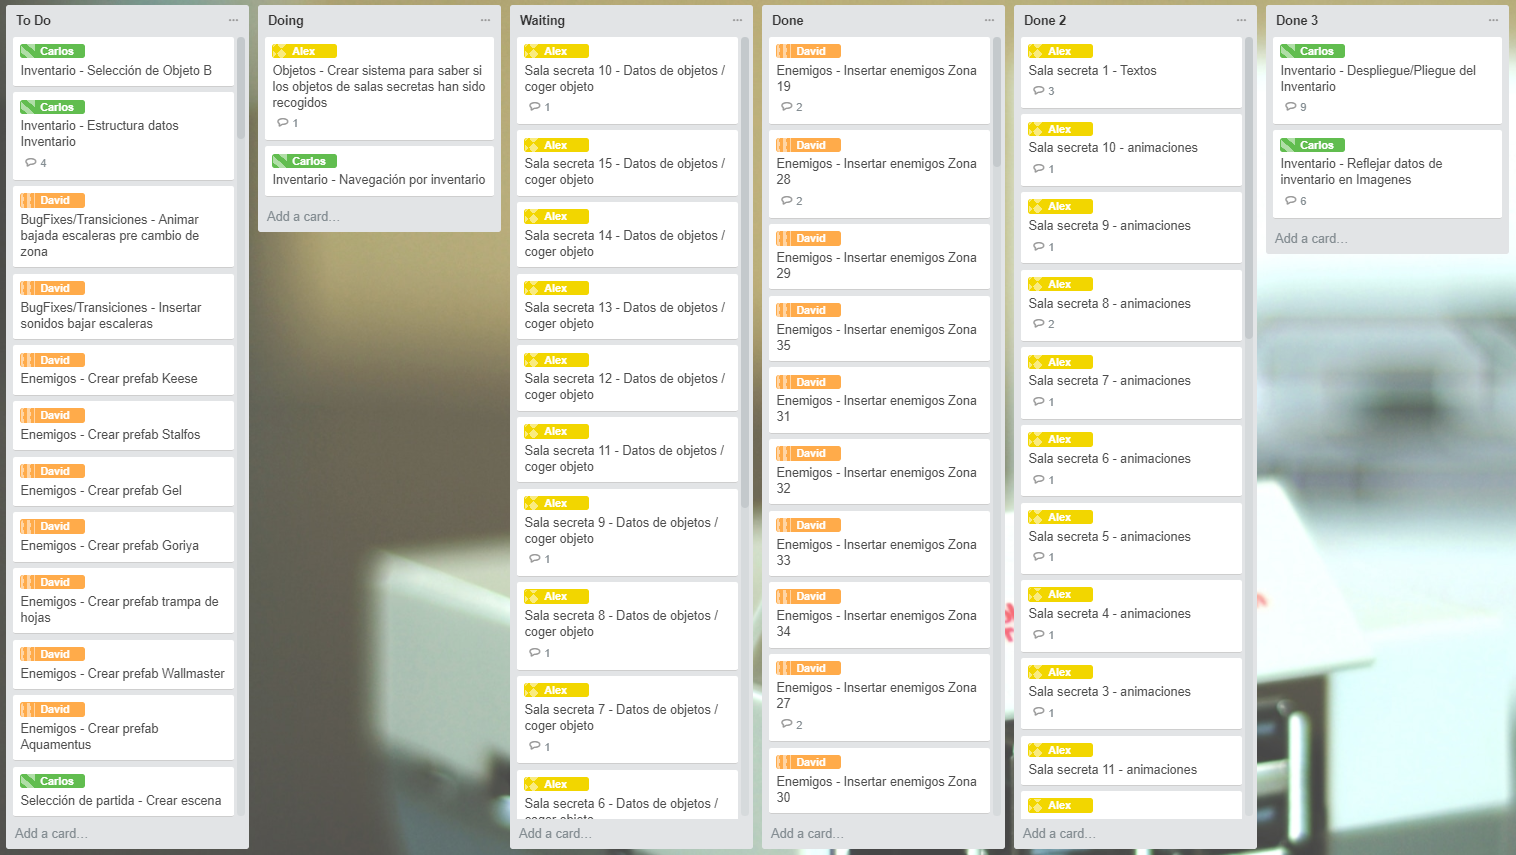 To Do
Carlos
Inventario - Selección de Objeto B
Carlos
Inventario - Estructura datos
Inventario
4
David
BugFixes/Transiciones - Animar
bajada escaleras pre cambio de
zona
David
BugFixes/Transiciones - Insertar
sonidos bajar escaleras
David
Enemigos - Crear prefab Keese
David
Enemigos - Crear prefab Stalfos
David
Enemigos - Crear prefab Gel
David
Enemigos - Crear prefab Goriya
David
Enemigos - Crear prefab trampa de
hojas
David
Enemigos - Crear prefab Wallmaster
David
Enemigos - Crear prefab
Aquamentus
Carlos
Selección de partida - Crear escena
Add a card...
Doing
Alex
Objetos - Crear sistema para saber si
los objetos de salas secretas han sido
recogidos
1
Carlos
Inventario - Navegación por inventario
Add a card...
Waiting
Alex
Sala secreta 10 - Datos de objetos /
coger objeto
1
Alex
Sala secreta 15 - Datos de objetos /
coger objeto
Alex
Sala secreta 14 - Datos de objetos /
coger objeto
Alex
Sala secreta 13 - Datos de objetos /
coger objeto
Alex
Sala secreta 12 - Datos de objetos /
coger objeto
Alex
Sala secreta 11 - Datos de objetos /
coger objeto
Alex
Sala secreta 9 - Datos de objetos /
coger objeto
1
Alex
Sala secreta 8 - Datos de objetos /
coger objeto
1
Alex
Sala secreta 7 - Datos de objetos /
coger objeto
1
Alex
Sala secreta 6 - Datos de objetos /
coger objeto
Add a card...
Done
David
Enemigos - Insertar enemigos Zona
19
2
David
Enemigos - Insertar enemigos Zona
28
2
David
Enemigos - Insertar enemigos Zona
29
David
Enemigos - Insertar enemigos Zona
35
David
Enemigos - Insertar enemigos Zona
31
David
Enemigos - Insertar enemigos Zona
32
David
Enemigos - Insertar enemigos Zona
33
David
Enemigos - Insertar enemigos Zona
34
David
Enemigos - Insertar enemigos Zona
27
2
David
Enemigos - Insertar enemigos Zona
30
Add a card...
Done 2
Alex
Sala secreta 1 - Textos
3
Alex
Sala secreta 10 - animaciones
1
Alex
Sala secreta 9 - animaciones
1
Alex
Sala secreta 8 - animaciones
2
Alex
Sala secreta 7 - animaciones
1
Alex
Sala secreta 6 - animaciones
1
Alex
Sala secreta 5 - animaciones
1
Alex
Sala secreta 4 - animaciones
1
Alex
Sala secreta 3 - animaciones
1
Alex
Sala secreta 11 - animaciones
Alex
Add a card...
Done 3
Carlos
Inventario - Despliegue/Pliegue del
Inventario
9
Carlos
Inventario - Reflejar datos de
inventario en Imagenes
6
Add a card...